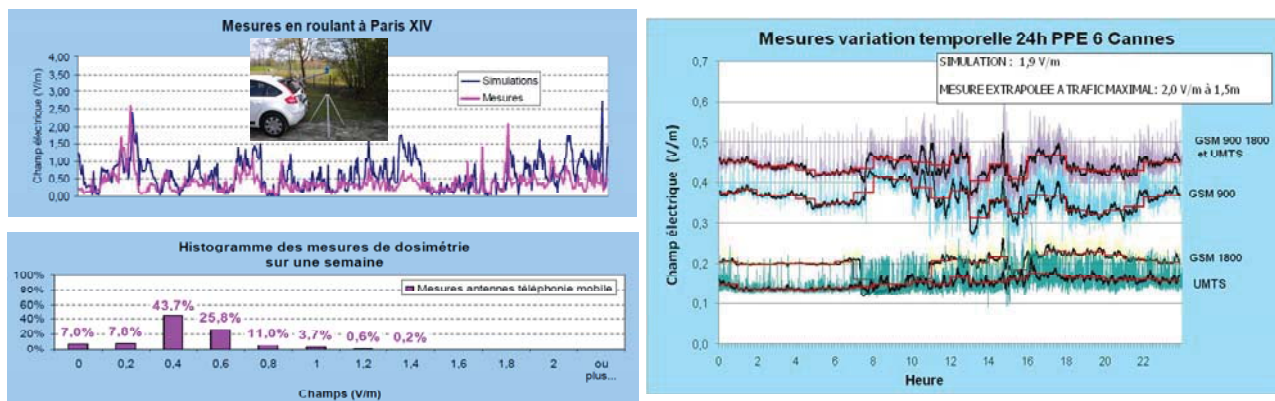 Mesures en roulant à Paris XIV
Champ électrique (V/m)
4,00
3,50
3,00
2,50
2,00
1,50
1,00
0,50
0,00
Simulations
Mesures
Histogramme des mesures de dosimétrie
sur une semaine
100%
80%
60%
40%
20%
0%
Mesures antennes téléphonie mobile
7,0% 7,0% 43,7% 25,8% 11,0% 3,7% 0,6% 0,2%
0 0,2 0,4 0,6 0,8 1 1,2 1,4 1,6 1,8 2 ou
plus...
Champs (V/m)
Mesures variation temporelle 24h PPE 6 Cannes
SIMULATION : 1,9 V/m
MESURE EXTRAPOLEE A TRAFIC MAXIMAL: 2,0 V/m à 1,5m
Champ électrique (V/m)
0,7
0,6
0,5
0,4
0,3
0,2
0,1
0,0
GSM 900 1800
et UMTS
GSM 900
GSM 1800
UMTS
0 2 4 6 8 10 12 14 16 18 20 22
Heure